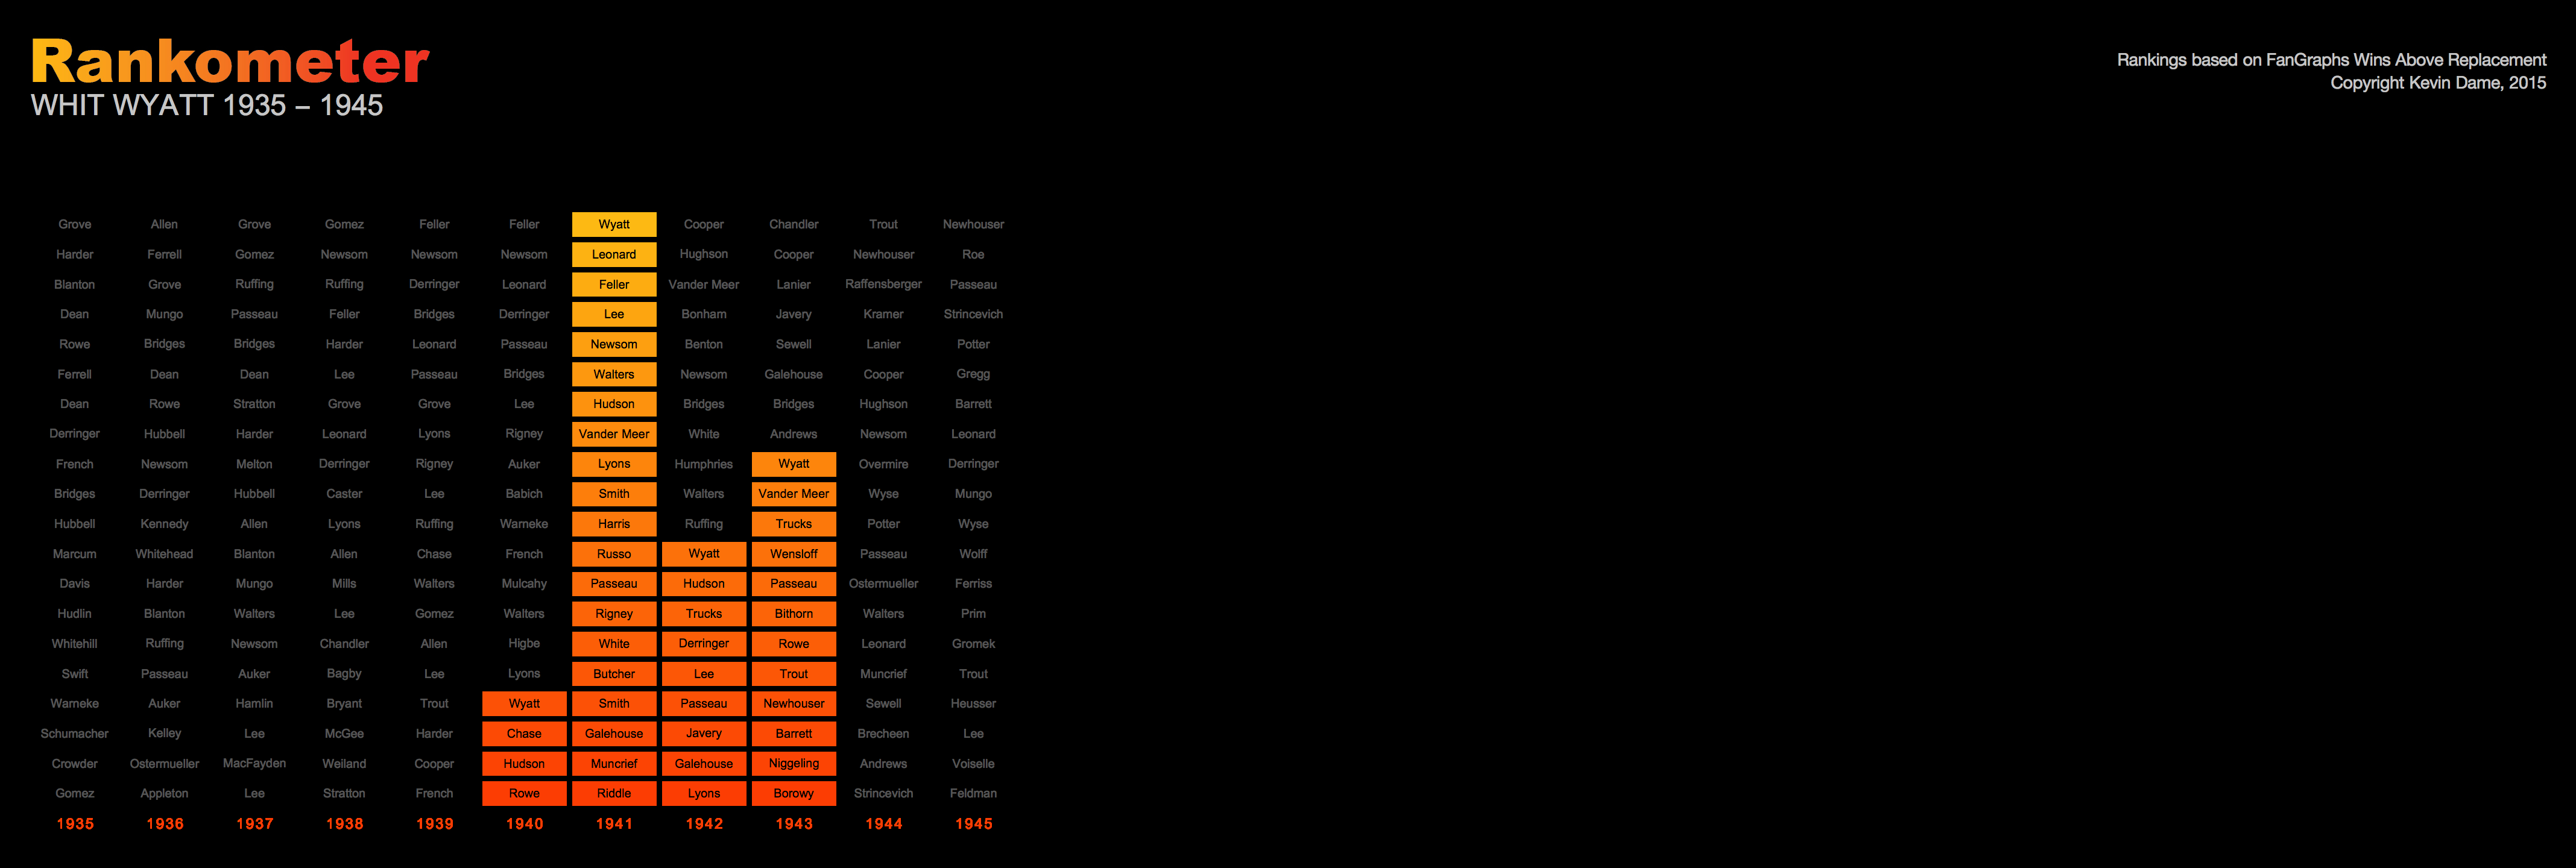 Rankometer
WHIT WYATT 1935 – 1945
Rankings based on FanGraphs Wins Above Replacement
Copyright Kevin Dame, 2015
Grove Allen Grove Gomez Feller Feller Wyatt Cooper Chandler Trout Newhouser
Harder Ferrell Gomez Newsom Newsom Newsom Leonard Hughson Cooper Newhouser Roe
Blanton Grove Ruffing Ruffing Derringer Leonard Feller Vander Meer Lanier Raffensberger Passeau
Dean Mungo Passeau Feller Bridges Derringer Lee Bonham Javery Kramer Strincevich
Rowe Bridges Bridges Harder Leonard Passeau Newsom Benton Sewell Lanier Potter
Ferrell Dean Dean Lee Passeau Bridges Walters Newsom Galehouse Cooper Gregg
Dean Rowe Stratton Grove Grove Lee Hudson Bridges Bridges Hughson Barrett
Derringer Hubbell Harder Leonard Lyons Rigney Vander Meer White Andrews Newsom Leonard
French Newsom Melton Derringer Rigney Auker Lyons Humphries Wyatt Overmire Derringer
Bridges Derringer Hubbell Caster Lee Babich Smith Walters Vander Meer Wyse Mungo
Hubbell Kennedy Allen Lyons Ruffing Warneke Harris Ruffing Trucks Potter Wyse
Marcum Whitehead Blanton Allen Chase French Russo Wyatt Wensloff Passeau Wolff
Davis Harder Mungo Mills Walters Mulcahy Passeau Hudson Passeau Ostermueller Ferriss
Hudlin Blanton Walters Lee Gomez Walters Rigney Trucks Bithorn Walters Prim
Whitehill Ruffing Newsom Chandler Allen Higbe White Derringer Rowe Leonard Gromek
Swift Passeau Auker Bagby Lee Lyons Butcher Lee Trout Muncrief Trout
Warneke Auker Hamlin Bryant Trout Wyatt Smith Passeau Newhouser Sewell Heusser
Schumacher Kelley Lee McGee Harder Chase Galehouse Javery Barrett Brecheen Lee
Crowder Ostermueller MacFayden Weiland Cooper Hudson Muncrief Galehouse Niggeling Andrews Voiselle
Gomez Appleton Lee Stratton French Rowe Riddle Lyons Borowy Strincevich Feldman
1935 1936 1937 1938 1939 1940 1941 1942 1943 1944 1945